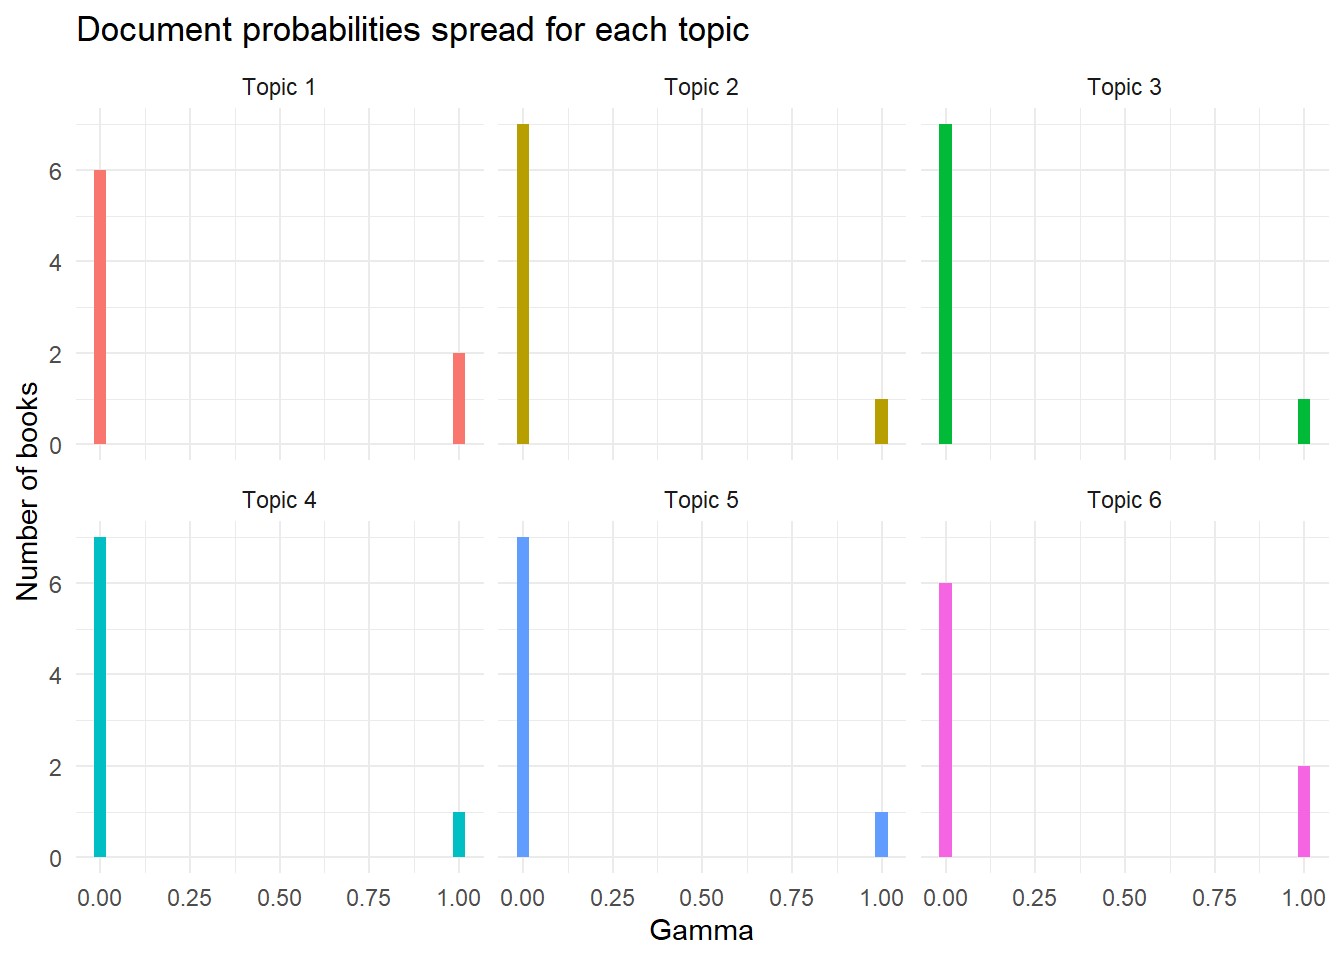 Document probabilities spread for each topic
Topic 1 Topic 2 Topic 3
6
4
2
0
Number of books
Topic 4 Topic 5 Topic 6
6
4
2
0
0.00 0.25 0.50 0.75 1.00 0.00 0.25 0.50 0.75 1.00 0.00 0.25 0.50 0.75 1.00
Gamma